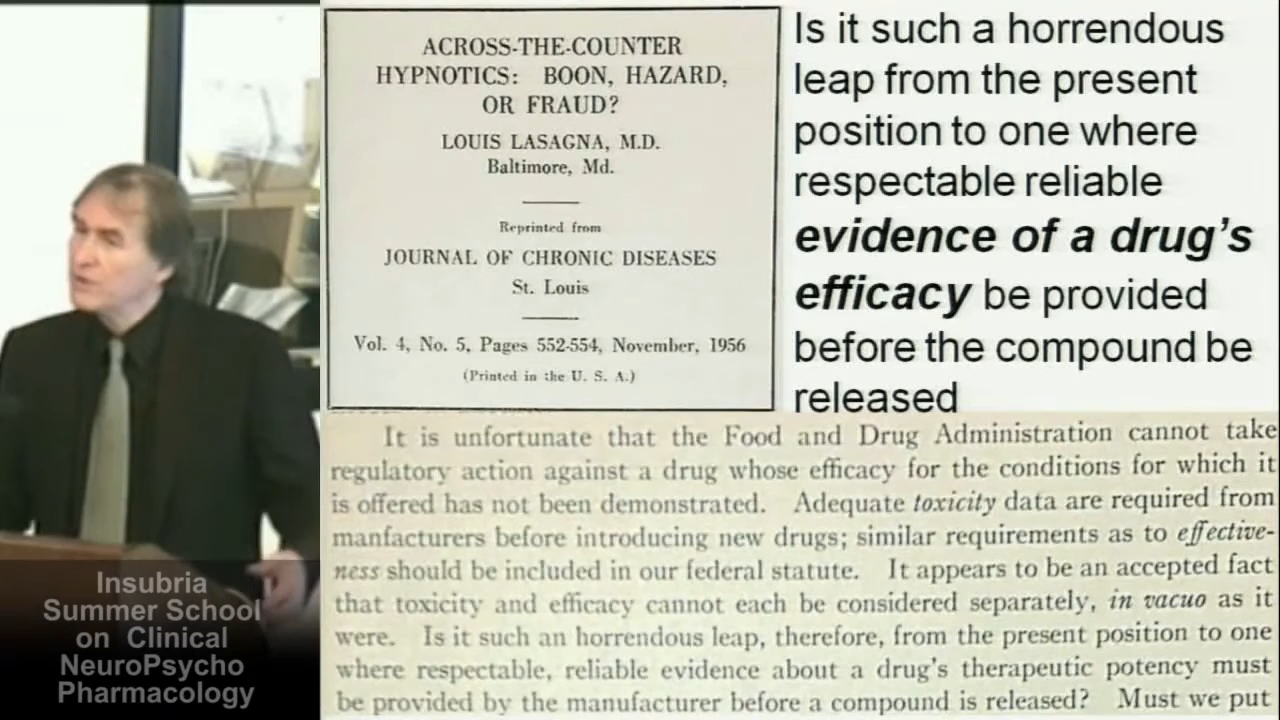 ACROSS-THE-COUNTER
HYPNOTICS: BOON, HAZARD,
OR FRAUD?
LOUIS LASAGNA, M.D.
Baltimore, Md.
Reprinted from
JOURNAL OF CHRONIC DISEASES
St. Louis
Vol. 4, No. 5, Pages 552-554, November, 1956
(Printed in the U. S. A.)
Is it such a horrendous
leap from the present
position to one where
respectable reliable
evidence of a drug's
efficacy be provided
before the compound be
released
It is unfortunate that the Food and Drug Administration cannot take
regulatory action against a drug whose efficacy for the conditions for which it
is offered has not been demonstrated. Adequate toxicity data are required from
manfacturers before introducing new drugs; similar requirements as to effective-
ness should be included in our federal statute. It appears to be an accepted fact
that toxicity and efficacy cannot each be considered separately, in vacuo as it
were. Is it such an horrendous leap, therefore, from the present position to one
where respectable, reliable evidence about a drug's therapeutic potency must
be provided by the manufacturer before a compound is released? Must we put
Insubria
Summer School
on Clinical
NeuroPsycho
Pharmacology